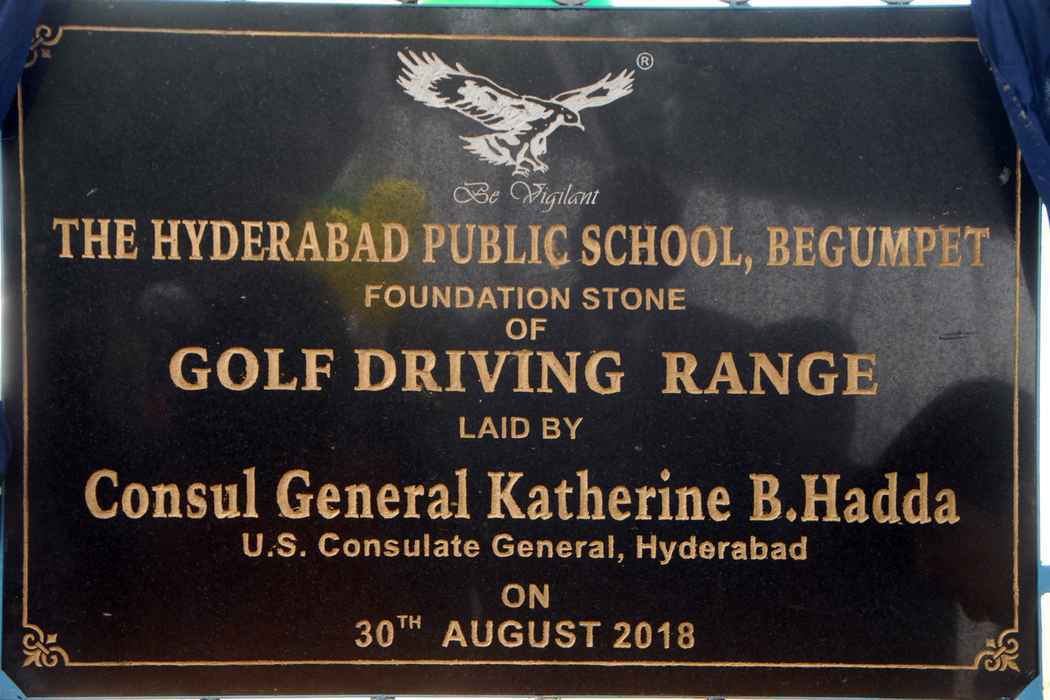 ®
Be Vigilant
THE HYDERABAD PUBLIC SCHOOL, BEGUMPET
FOUNDATION STONE
OF
GOLF DRIVING RANGE
LAID BY
Consul General Katherine B.Hadda
U.S. Consulate General, Hyderabad
ON
30TH AUGUST 2018